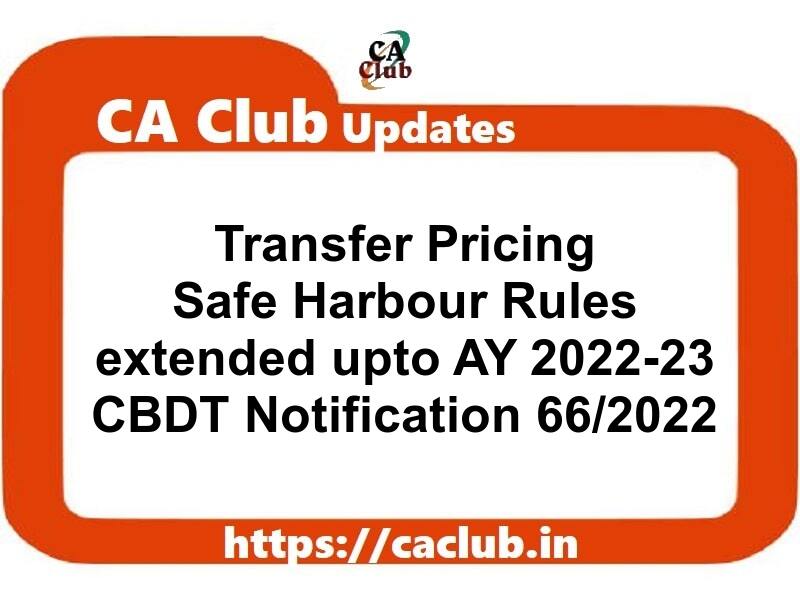 CA
Club
CA Club Updates
Transfer Pricing
Safe Harbour Rules
extended upto AY 2022-23
CBDT Notification 66/2022
https://caclub.in